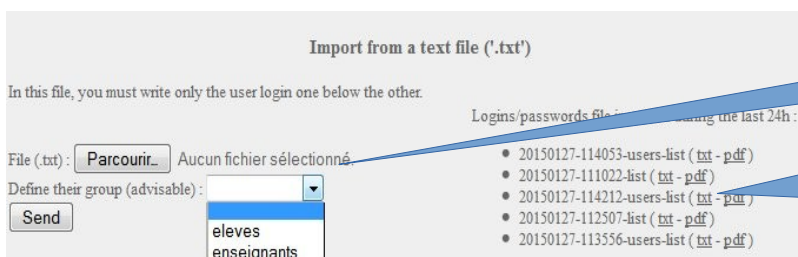 Import from a text file ('.txt')
In this file, you must write only the user login one below the other.
Logins/passwords file the last 24h :
File (.txt) : Parcourir… Aucun fichier sélectionné.
Define their group (advisable) :
Send
eleves
enseignants
20150127-114053-users-list ( txt - pdf )
20150127-111022-list ( txt - pdf )
20150127-114212-users-list ( txt - pdf )
20150127-112507-list ( txt - pdf )
20150127-113556-users-list ( txt - pdf )